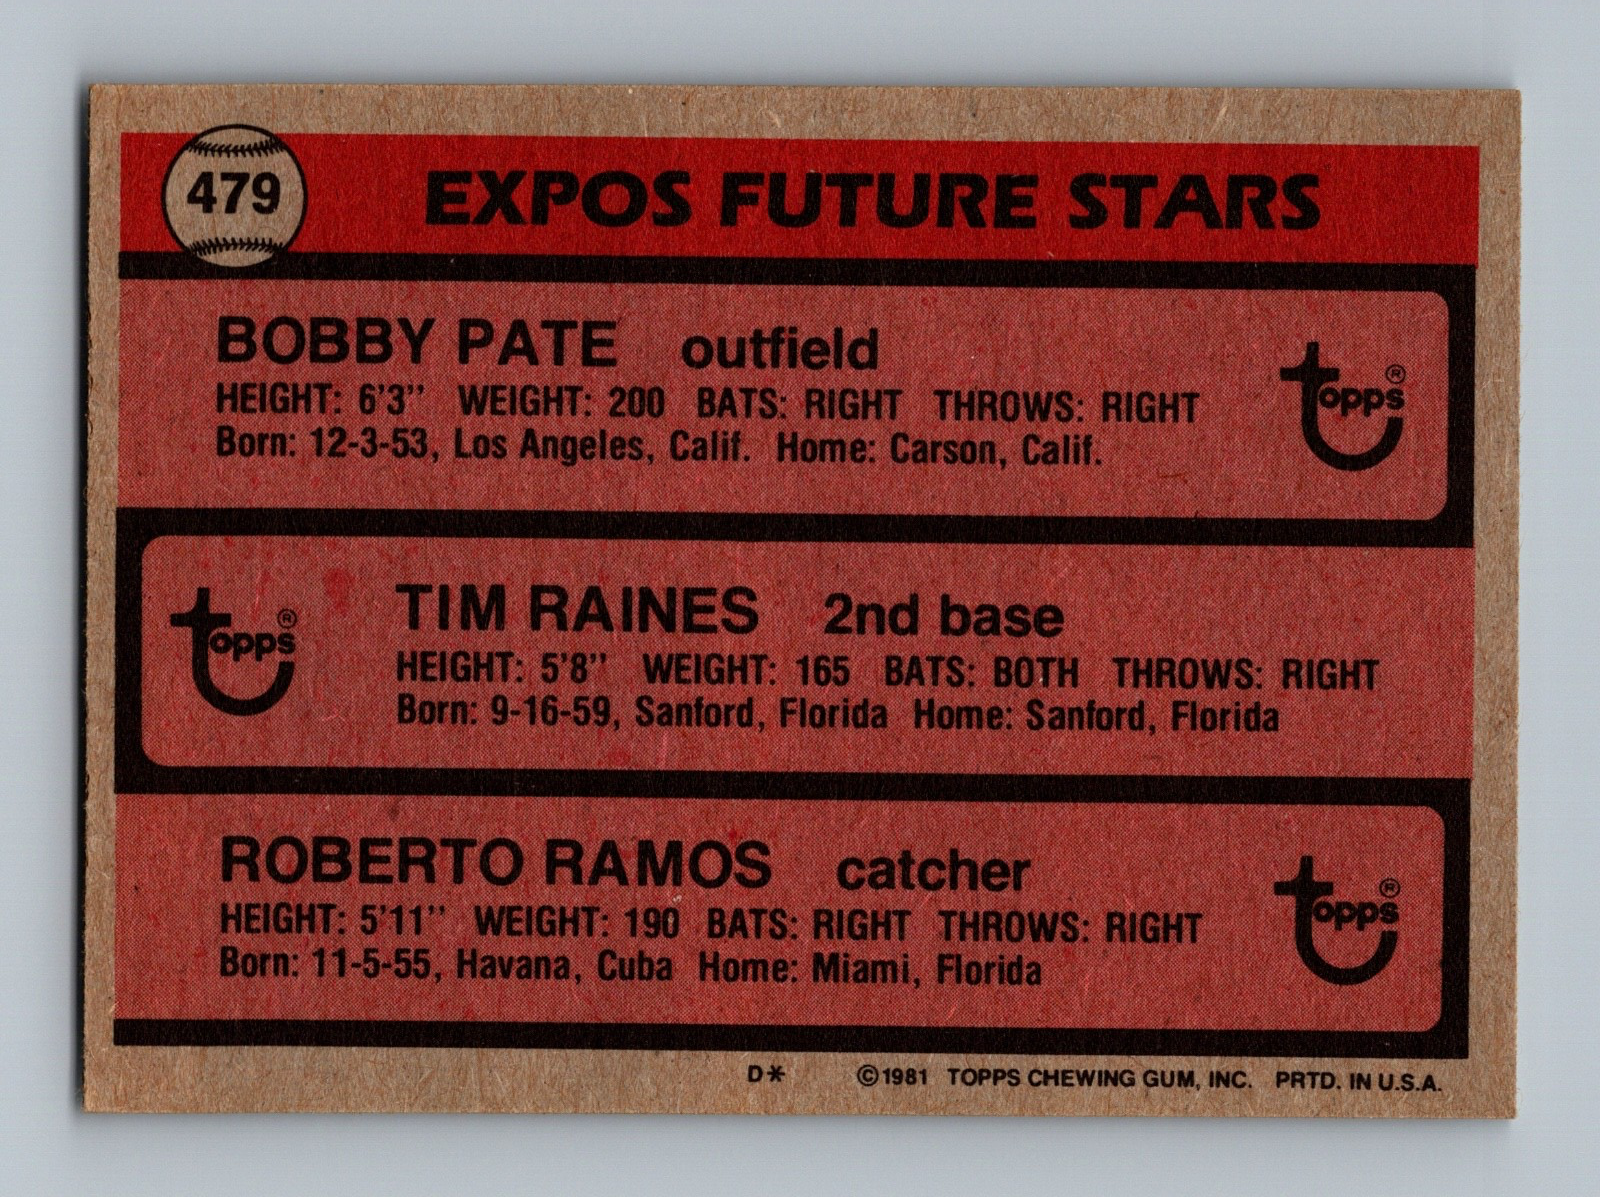 479
EXPOS FUTURE STARS
BOBBY PATE outfield
HEIGHT: 6'3" WEIGHT: 200 BATS: RIGHT THROWS: RIGHT
Born: 12-3-53, Los Angeles, Calif. Home: Carson, Calif.
topps®
TIM RAINES 2nd base
HEIGHT: 5'8" WEIGHT: 165 BATS: BOTH THROWS: RIGHT
Born: 9-16-59, Sanford, Florida Home: Sanford, Florida
topps®
ROBERTO RAMOS catcher
HEIGHT: 5'11" WEIGHT: 190 BATS: RIGHT THROWS: RIGHT
Born: 11-5-55, Havana, Cuba Home: Miami, Florida
topps®
D* ©1981 TOPPS CHEWING GUM, INC. PRTD. IN U.S.A.